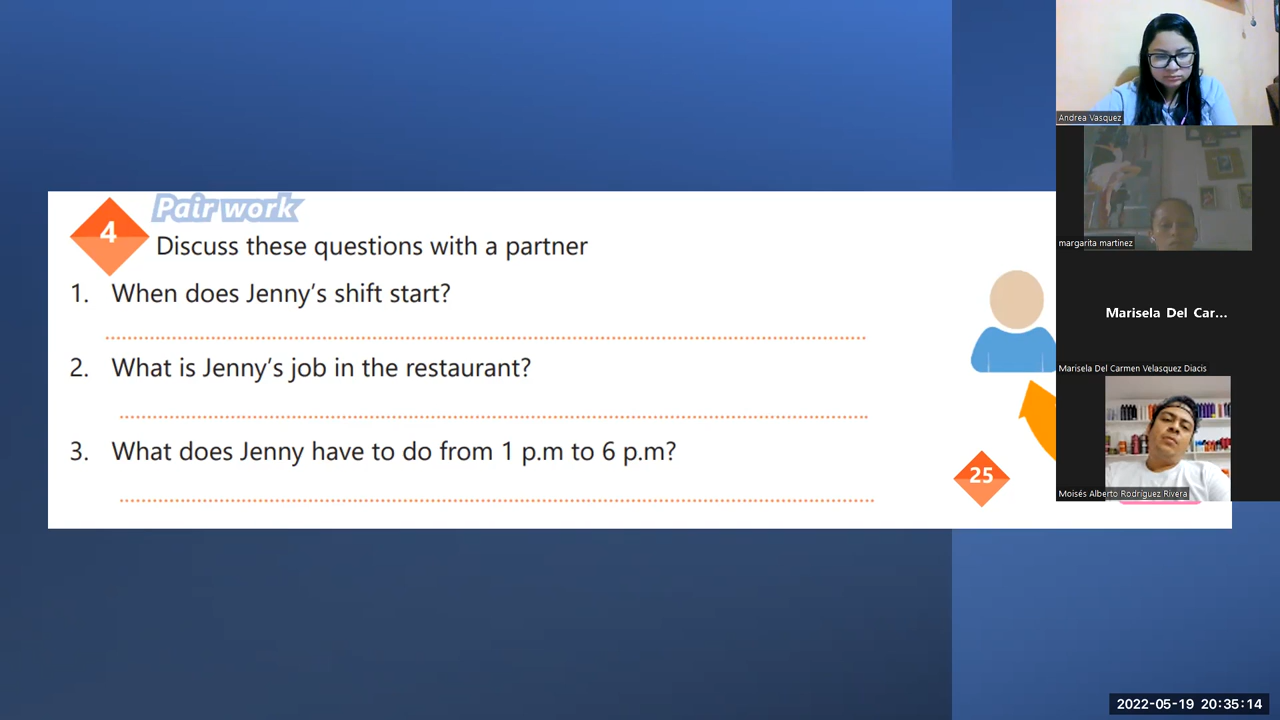 Pair work
4
Discuss these questions with a partner
1. When does Jenny's shift start?
2. What is Jenny's job in the restaurant?
3. What does Jenny have to do from 1 p.m to 6 p.m?
25
Andrea Vasquez
margarita martinez
Marisela Del Car...
Marisela Del Carmen Velasquez Diacis
Moisés Alberto Rodriguez Rivera
2022-05-19 20:35:14